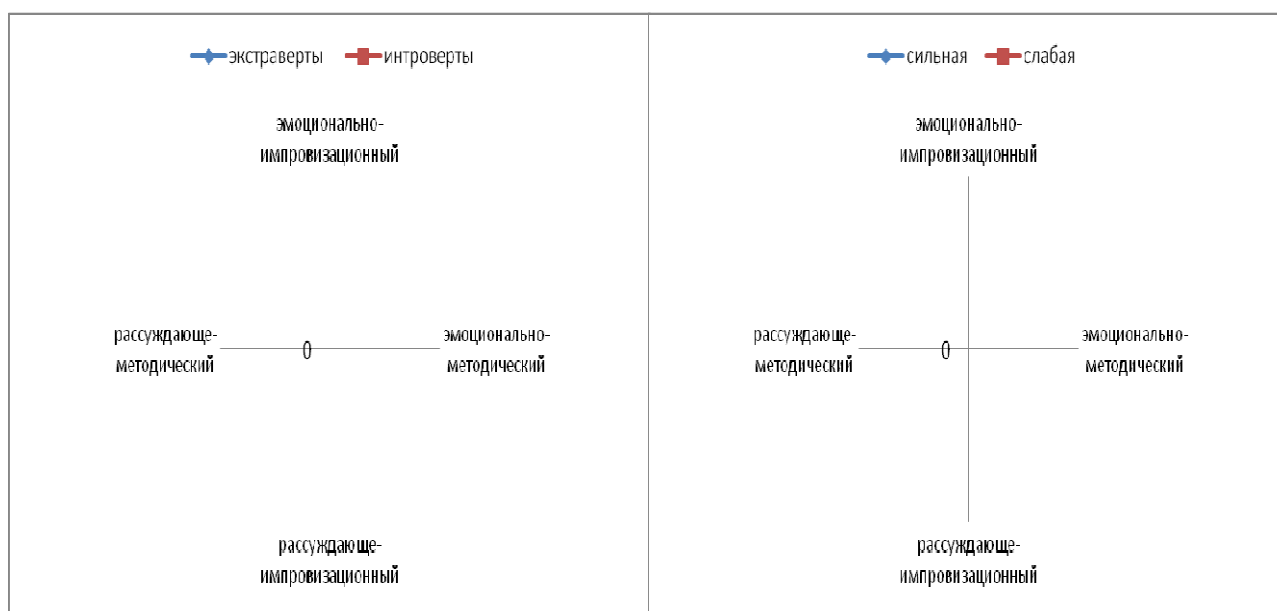 экстраверты интроверты
эмоционально-
импровизационный
рассуждающе-
методический
0
эмоционально-
методический
рассуждающе-
импровизационный
сильная слабая
эмоционально-
импровизационный
рассуждающе-
методический
0
эмоционально-
методический
рассуждающе-
импровизационный